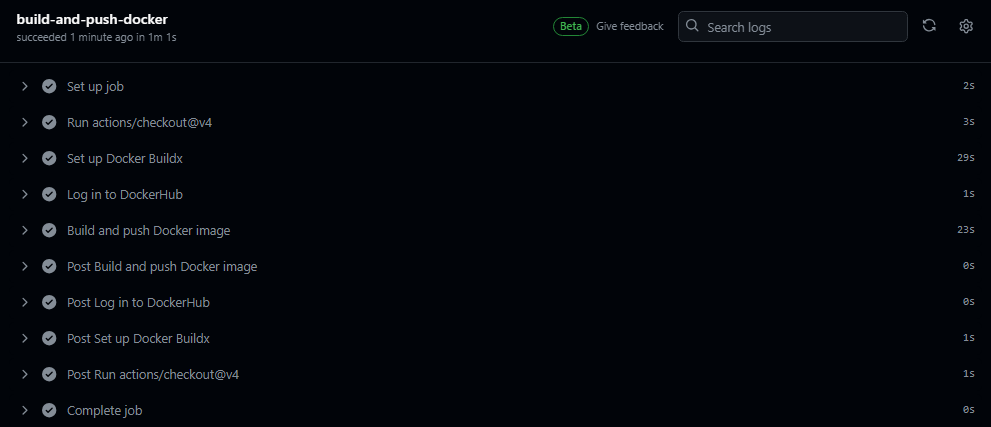 build-and-push-docker
succeeded 1 minute ago in 1m 1s
Beta Give feedback
Search logs
Set up job 2s
Run actions/checkout@v4 3s
Set up Docker Buildx 29s
Log in to DockerHub 1s
Build and push Docker image 23s
Post Build and push Docker image 0s
Post Log in to DockerHub 0s
Post Set up Docker Buildx 1s
Post Run actions/checkout@v4 1s
Complete job 0s